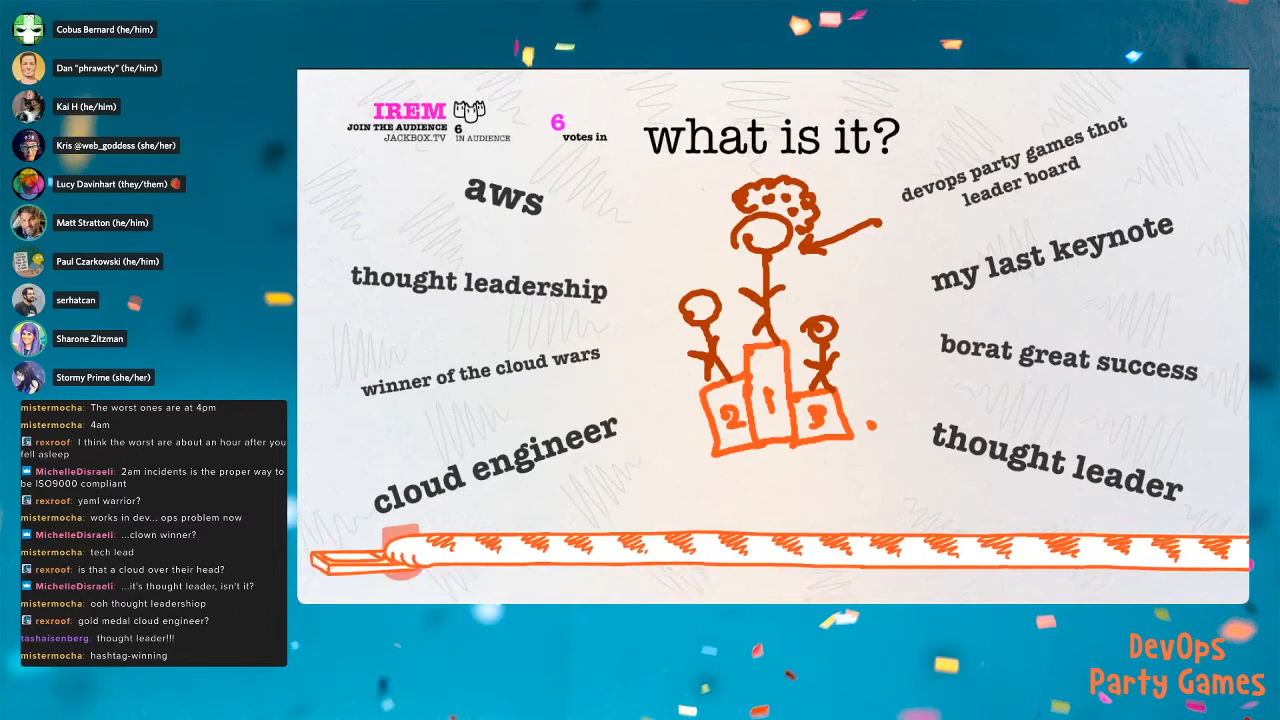 Cobus Bernard (he/him)
Dan "phrawzty" (he/him)
Kai H (he/him)
Kris @web_goddess (she/her)
Lucy Davinhart (they/them)
Matt Stratton (he/him)
Paul Czarkowski (he/him)
serhatcan
Sharone Zitzman
Stormy Prime (she/her)
mistermocha: The worst ones are at 4pm
mistermocha: 4am
rexroof: I think the worst are about an hour after you
fell asleep
MichelleDisraeli: 2am incidents is the proper way to
be ISO9000 compliant
rexroof: yaml warrior?
mistermocha: works in dev... ops problem now
MichelleDisraeli: ...clown winner?
mistermocha: tech lead
rexroof: is that a cloud over their head?
MichelleDisraeli: ...it's thought leader, isn't it?
mistermocha: ooh thought leadershiop
rexroof: gold medal cloud engineer?
tashaisenberg: thought leader!!!
mistermocha: hashtag-winning
IREM
JOIN THE AUDIENCE
JACKBOX.TV
6
IN AUDIENCE
6
votes in
what is it?
aws
thought leadership
winner of the cloud wars
cloud engineer
2
1
3
devops party games thot
leader board
my last keynote
borat great success
thought leader
DevOps
Party Games